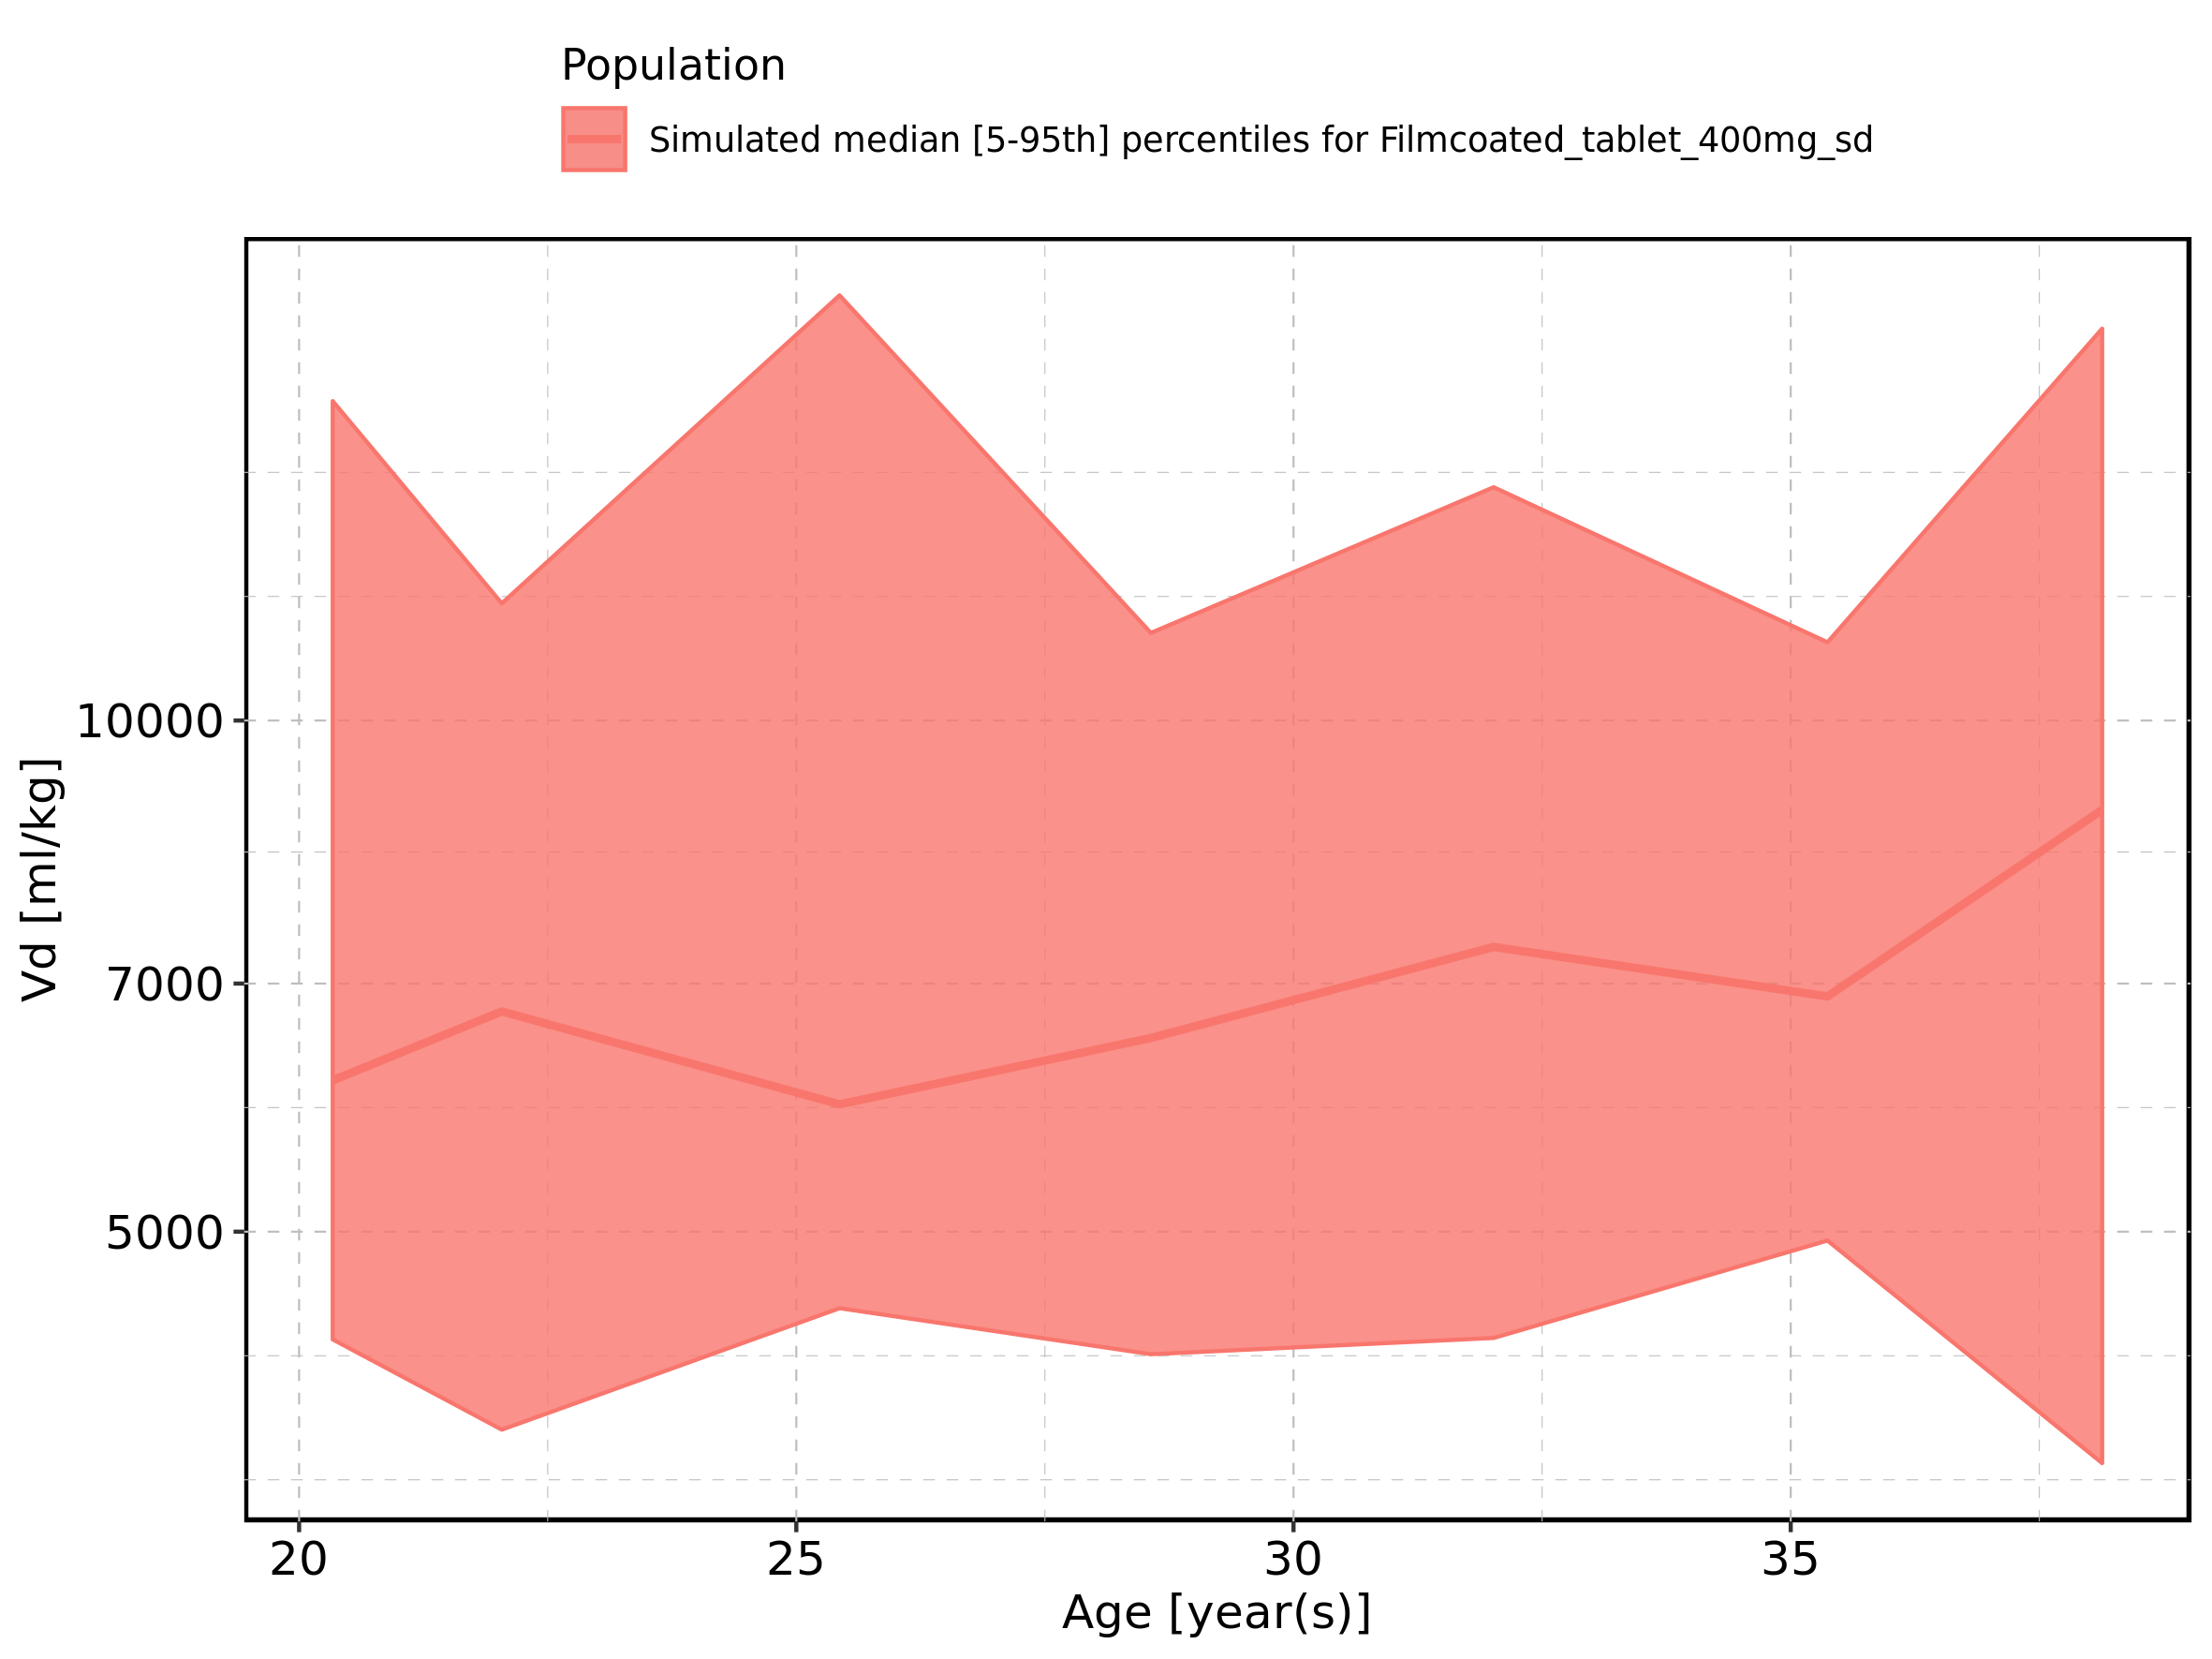 Population
Simulated median [5-95th] percentiles for Filmcoated_tablet_400mg_sd
Vd [ml/kg]
10000
7000
5000
20
25
30
35
Age [year(s)]